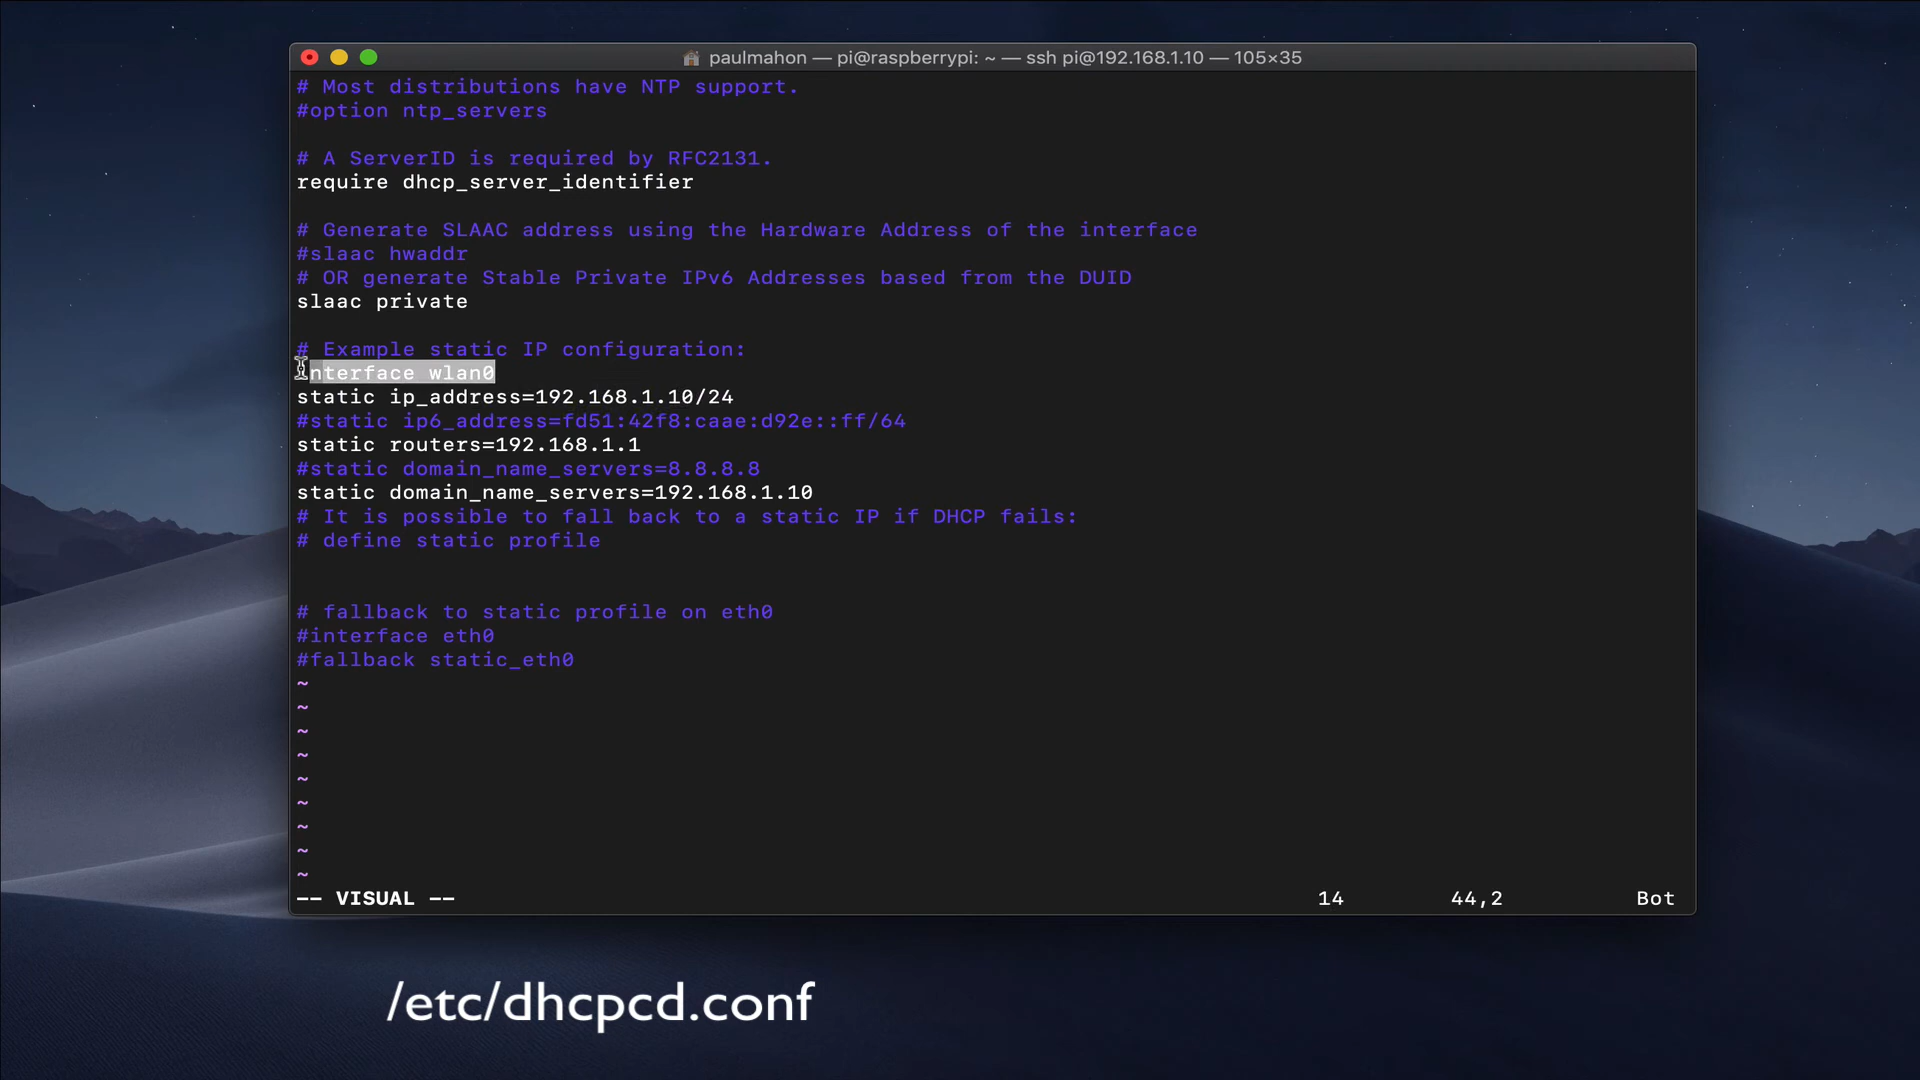 paulmahon — pi@raspberrypi: ~ — ssh pi@192.168.1.10 — 105×35
# Most distributions have NTP support.
#option ntp_servers
# A ServerID is required by RFC2131.
require dhcp_server_identifier
# Generate SLAAC address using the Hardware Address of the interface
#slaac hwaddr
# OR generate Stable Private IPv6 Addresses based from the DUID
slaac private
# Example static IP configuration:
interface wlan0
static ip_address=192.168.1.10/24
#static ip6_address=fd51:42f8:caae:d92e::ff/64
static routers=192.168.1.1
#static domain_name_servers=8.8.8.8
static domain_name_servers=192.168.1.10
# It is possible to fall back to a static IP if DHCP fails:
# define static profile
# fallback to static profile on eth0
#interface eth0
#fallback static_eth0
~
~
~
~
~
~
~
~
~
-- VISUAL -- 14 44,2 Bot
/etc/dhcpcd.conf